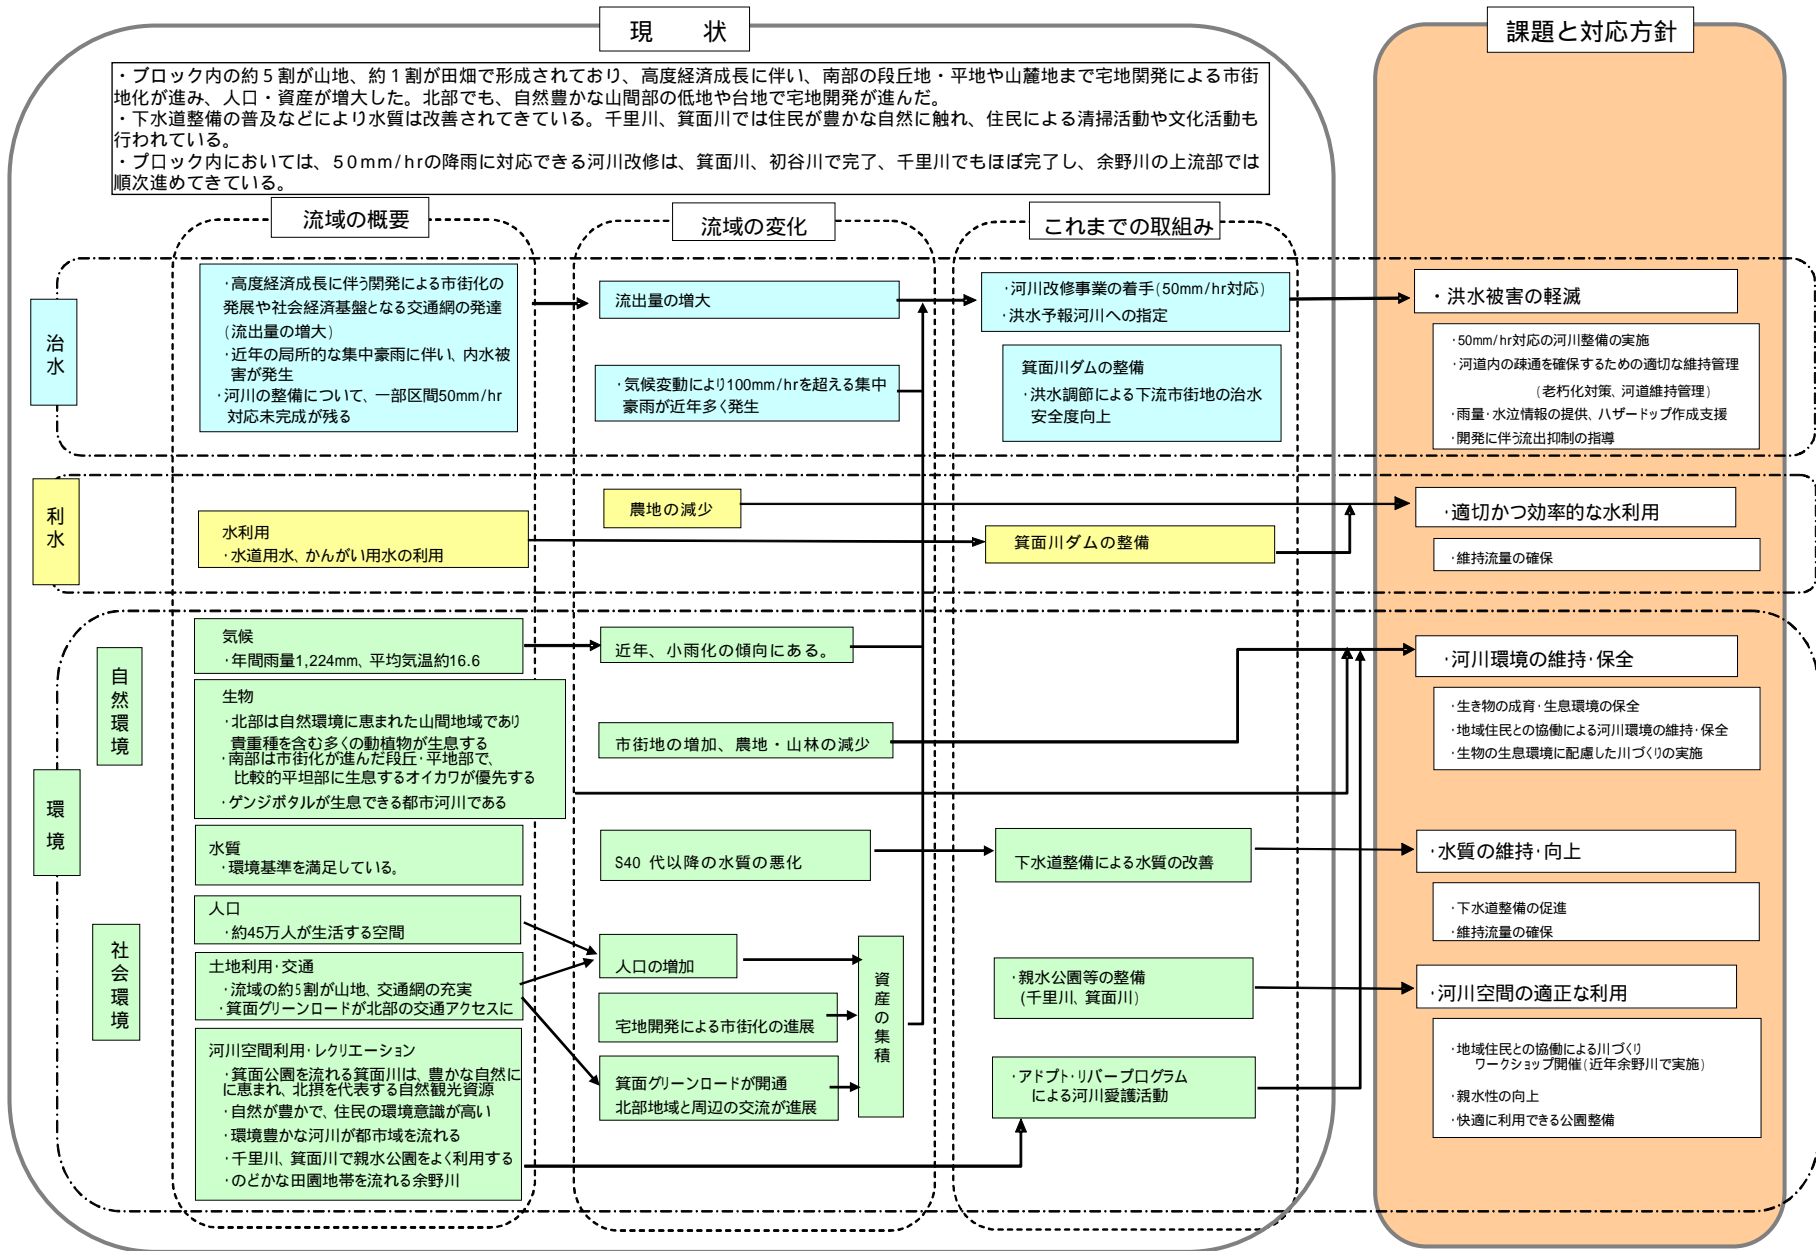 現　状
課題と対応方針
・ブロック内の約５割が山地、約１割が田畑で形成されており、高度経済成長に伴い、南部の段丘地・平地や山麓地まで宅地開発による市街
地化が進み、人口・資産が増大した。北部でも、自然豊かな山間部の低地や台地で宅地開発が進んだ。
・下水道整備の普及などにより水質は改善されてきている。千里川、箕面川では住民が豊かな自然に触れ、住民による清掃活動や文化活動も
行われている。
・ブロック内においては、５0mm/hrの降雨に対応できる河川改修は、箕面川、初谷川で完了、千里川でもほぼ完了し、余野川の上流部では
順次進めてきている。
流域の概要
流域の変化
これまでの取組み
治水
・高度経済成長に伴う開発による市街化の
発展や社会経済基盤となる交通網の発達
(流出量の増大)
・近年の局所的な集中豪雨に伴い、内水被
害が発生
・河川の整備について、一部区間50mm/hr
対応未完成が残る
流出量の増大
・気候変動により100mm/hrを超える集中
豪雨が近年多く発生
・河川改修事業の着手(50mm/hr対応)
・洪水予報河川への指定
箕面川ダムの整備
・洪水調節による下流市街地の治水
安全度向上
・洪水被害の軽減
・50mm/hr対応の河川整備の実施
・河道内の疎通を確保するための適切な維持管理
(老朽化対策、河道維持管理)
・雨量・水泣情報の提供、ハザードップ作成支援
・開発に伴う流出抑制の指導
利水
水利用
・水道用水、かんがい用水の利用
農地の減少
箕面川ダムの整備
・適切かつ効率的な水利用
・維持流量の確保
環境
自然環境
気候
・年間雨量1,224mm、平均気温約16.6
近年、小雨化の傾向にある。
生物
・北部は自然環境に恵まれた山間地域であり
貴重種を含む多くの動植物が生息する
・南部は市街化が進んだ段丘・平地部で、
比較的平坦部に生息するオイカワが優先する
・ゲンジボタルが生息できる都市河川である
市街地の増加、農地・山林の減少
・河川環境の維持・保全
・生き物の成育・生息環境の保全
・地域住民との協働による河川環境の維持・保全
・生物の生息環境に配慮した川づくりの実施
水質
・環境基準を満足している。
S40 代以降の水質の悪化
下水道整備による水質の改善
・水質の維持・向上
・下水道整備の促進
・維持流量の確保
社会環境
人口
・約45万人が生活する空間
土地利用・交通
・流域の約5割が山地、交通網の充実
・箕面グリーンロードが北部の交通アクセスに
河川空間利用・レクリエーション
・箕面公園を流れる箕面川は、豊かな自然に
に恵まれ、北摂を代表する自然観光資源
・自然が豊かで、住民の環境意識が高い
・環境豊かな河川が都市域を流れる
・千里川、箕面川で親水公園をよく利用する
・のどかな田園地帯を流れる余野川
人口の増加
宅地開発による市街化の進展
箕面グリーンロードが開通
北部地域と周辺の交流が進展
資産の集積
・親水公園等の整備
(千里川、箕面川)
・アドプト・リバープログラム
による河川愛護活動
・河川空間の適正な利用
・地域住民との協働による川づくり
ワークショップ開催(近年余野川で実施)
・親水性の向上
・快適に利用できる公園整備